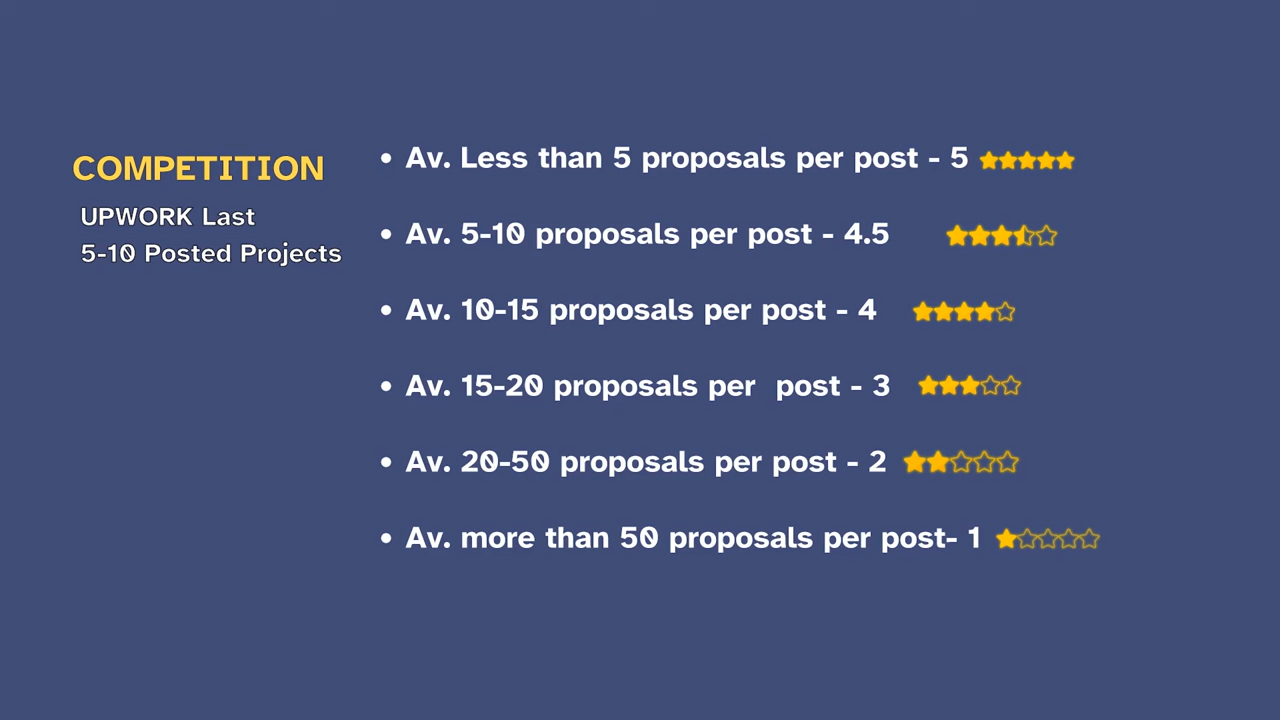 COMPETITION
UPWORK Last
5-10 Posted Projects
• Av. Less than 5 proposals per post - 5
• Av. 5-10 proposals per post - 4.5
• Av. 10-15 proposals per post - 4
• Av. 15-20 proposals per  post - 3
• Av. 20-50 proposals per post - 2
• Av. more than 50 proposals per post- 1